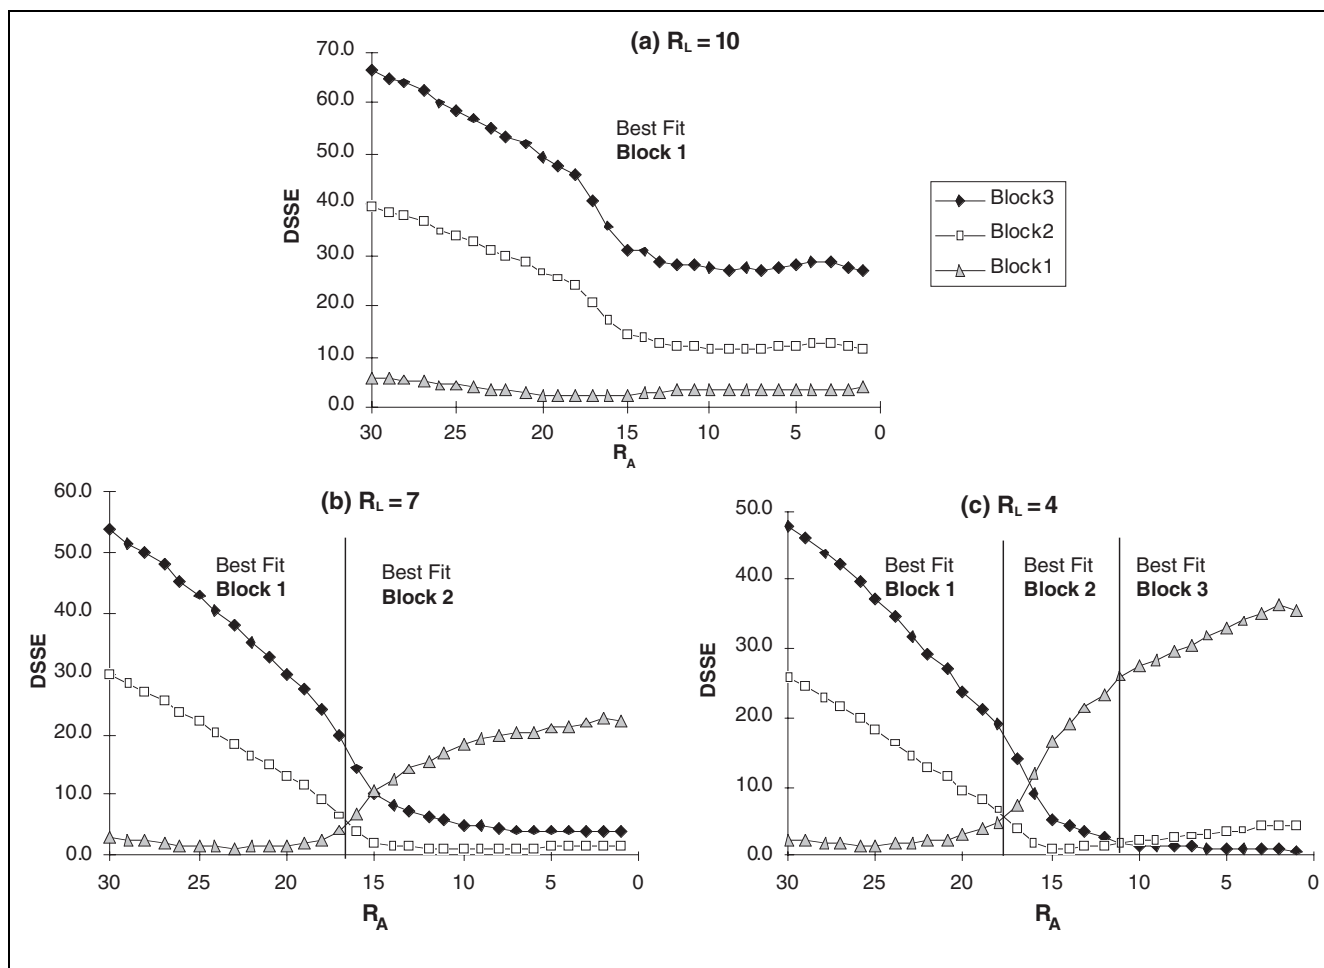 (a) R_L = 10
70.0
60.0
50.0
40.0
30.0
20.0
10.0
0.0
DSSE
Best Fit
Block 1
30 25 20 15 10 5 0
R_A
Block3
Block2
Block1
(b) R_L = 7
60.0
50.0
40.0
30.0
20.0
10.0
0.0
DSSE
Best Fit
Block 1
Best Fit
Block 2
30 25 20 15 10 5 0
R_A
(c) R_L = 4
50.0
40.0
30.0
20.0
10.0
0.0
DSSE
Best Fit
Block 1
Best Fit
Block 2
Best Fit
Block 3
30 25 20 15 10 5 0
R_A